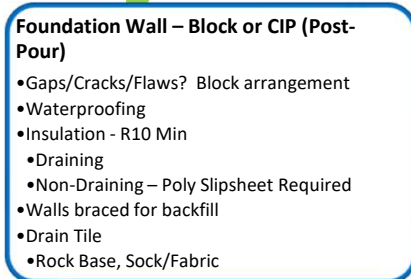 Foundation Wall – Block or CIP (Post-
Pour)
•Gaps/Cracks/Flaws? Block arrangement
•Waterproofing
•Insulation - R10 Min
•Draining
•Non-Draining – Poly Slipsheet Required
•Walls braced for backfill
•Drain Tile
•Rock Base, Sock/Fabric